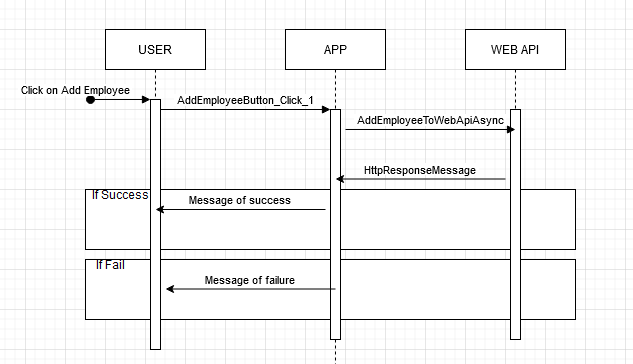 USER
APP
WEB API
Click on Add Employee
AddEmployeeButton_Click_1
AddEmployeeToWebApiAsync
HttpResponseMessage
If Success
Message of success
If Fail
Message of failure